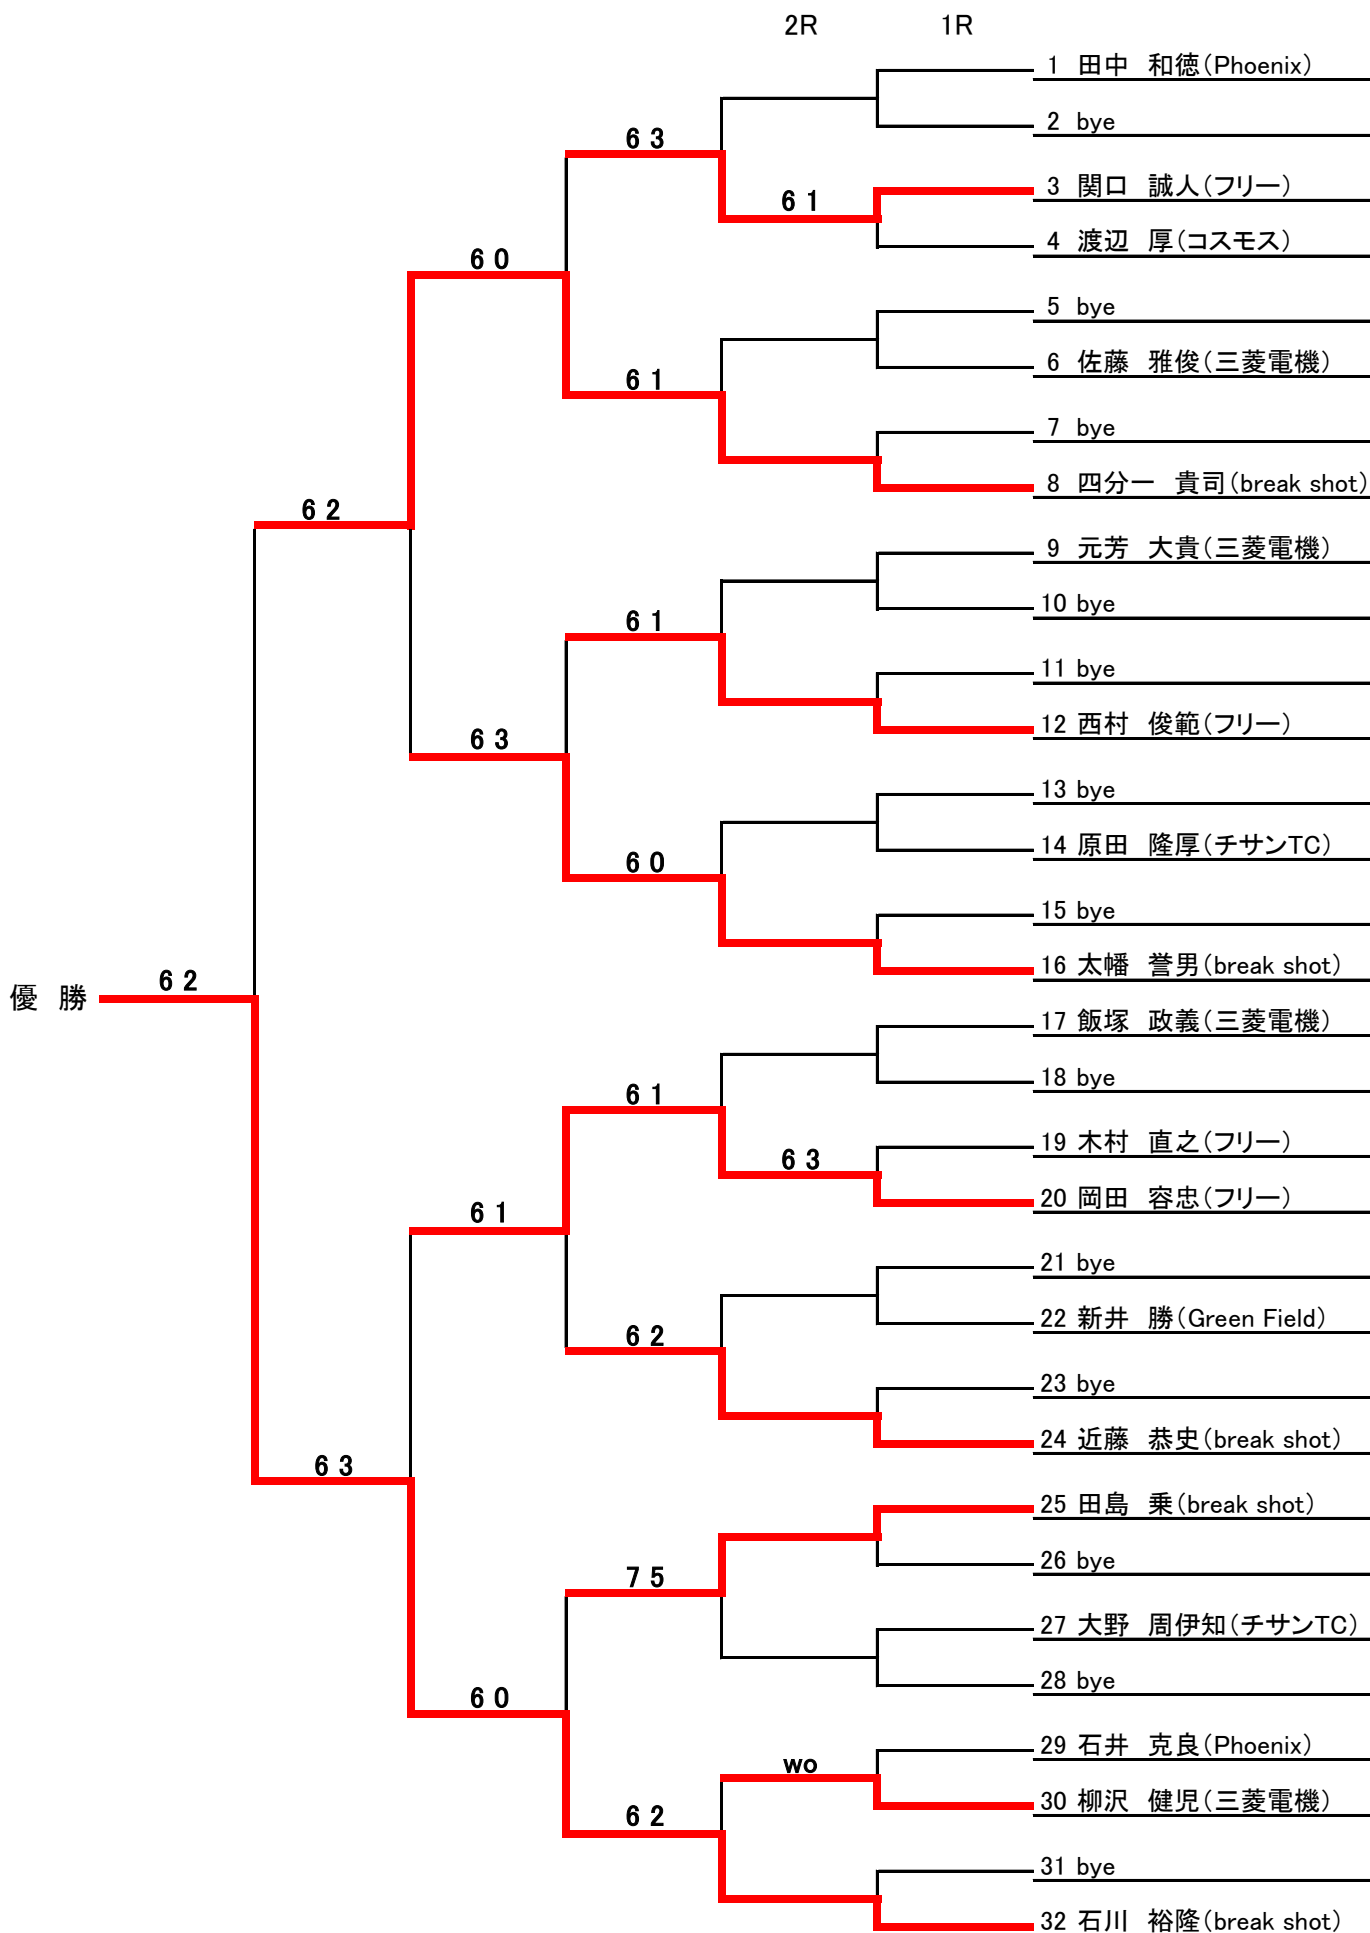 2R 1R
1 田中 和徳(Phoenix)
2 bye
6 3
3 関口 誠人(フリー)
6 1
4 渡辺 厚(コスモス)
6 0
5 bye
6 佐藤 雅俊(三菱電機)
6 1
7 bye
8 四分一 貴司(break shot)
6 2
9 元芳 大貴(三菱電機)
10 bye
6 1
11 bye
12 西村 俊範(フリー)
6 3
13 bye
14 原田 隆厚(チサンTC)
6 0
15 bye
16 太幡 誉男(break shot)
6 2
優 勝
17 飯塚 政義(三菱電機)
18 bye
6 1
19 木村 直之(フリー)
6 3
20 岡田 容忠(フリー)
6 1
21 bye
22 新井 勝(Green Field)
6 2
23 bye
24 近藤 恭史(break shot)
6 3
25 田島 乗(break shot)
26 bye
7 5
27 大野 周伊知(チサンTC)
28 bye
6 0
29 石井 克良(Phoenix)
wo
30 柳沢 健児(三菱電機)
6 2
31 bye
32 石川 裕隆(break shot)